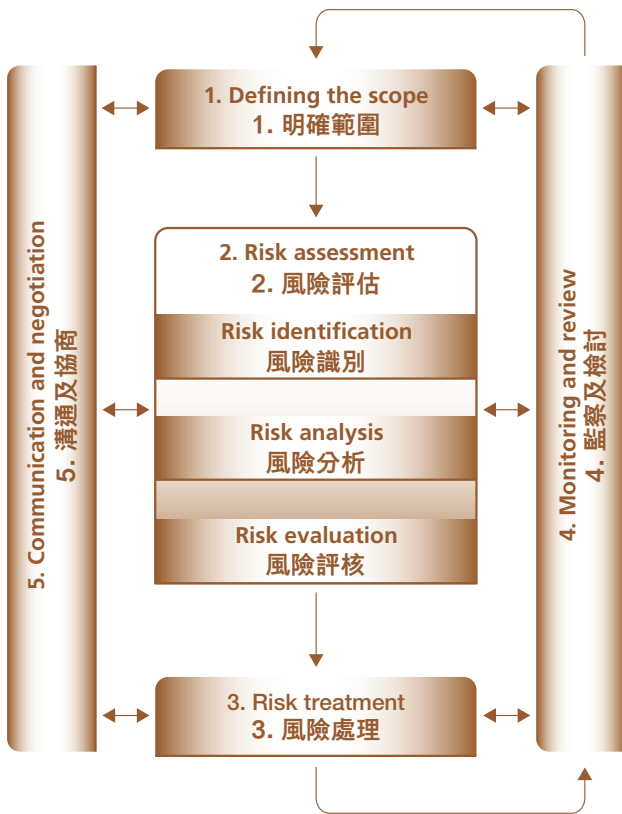 1. Defining the scope
1. 明確範圍
2. Risk assessment
2. 風險評估
Risk identification
風險識別
Risk analysis
風險分析
Risk evaluation
風險評核
3. Risk treatment
3. 風險處理
4. Monitoring and review
4. 監察及檢討
5. Communication and negotiation
5. 溝通及協商